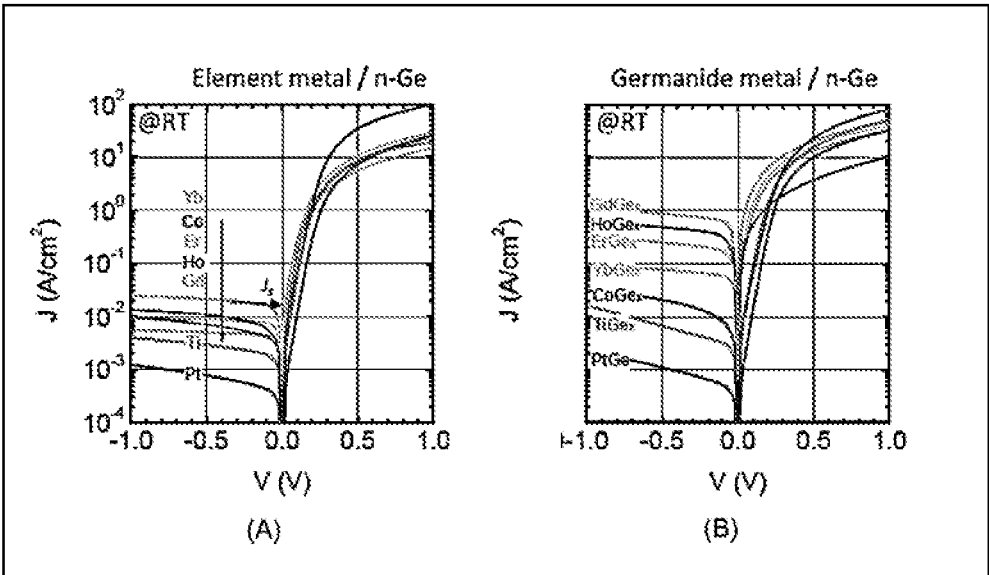 Element metal / n-Ge
@RT
10²
10¹
10⁰
10⁻¹
10⁻²
10⁻³
10⁻⁴
J (A/cm²)
Yb
Co
Er
Ho
Gd
Ti
Pt
Jₛ
-1.0 -0.5 0.0 0.5 1.0
V (V)
(A)
Germanide metal / n-Ge
@RT
J (A/cm²)
GdGeₓ
HoGeₓ
ErGeₓ
YbGeₓ
CoGeₓ
TiGeₓ
PtGe
-1.0 -0.5 0.0 0.5 1.0
V (V)
(B)